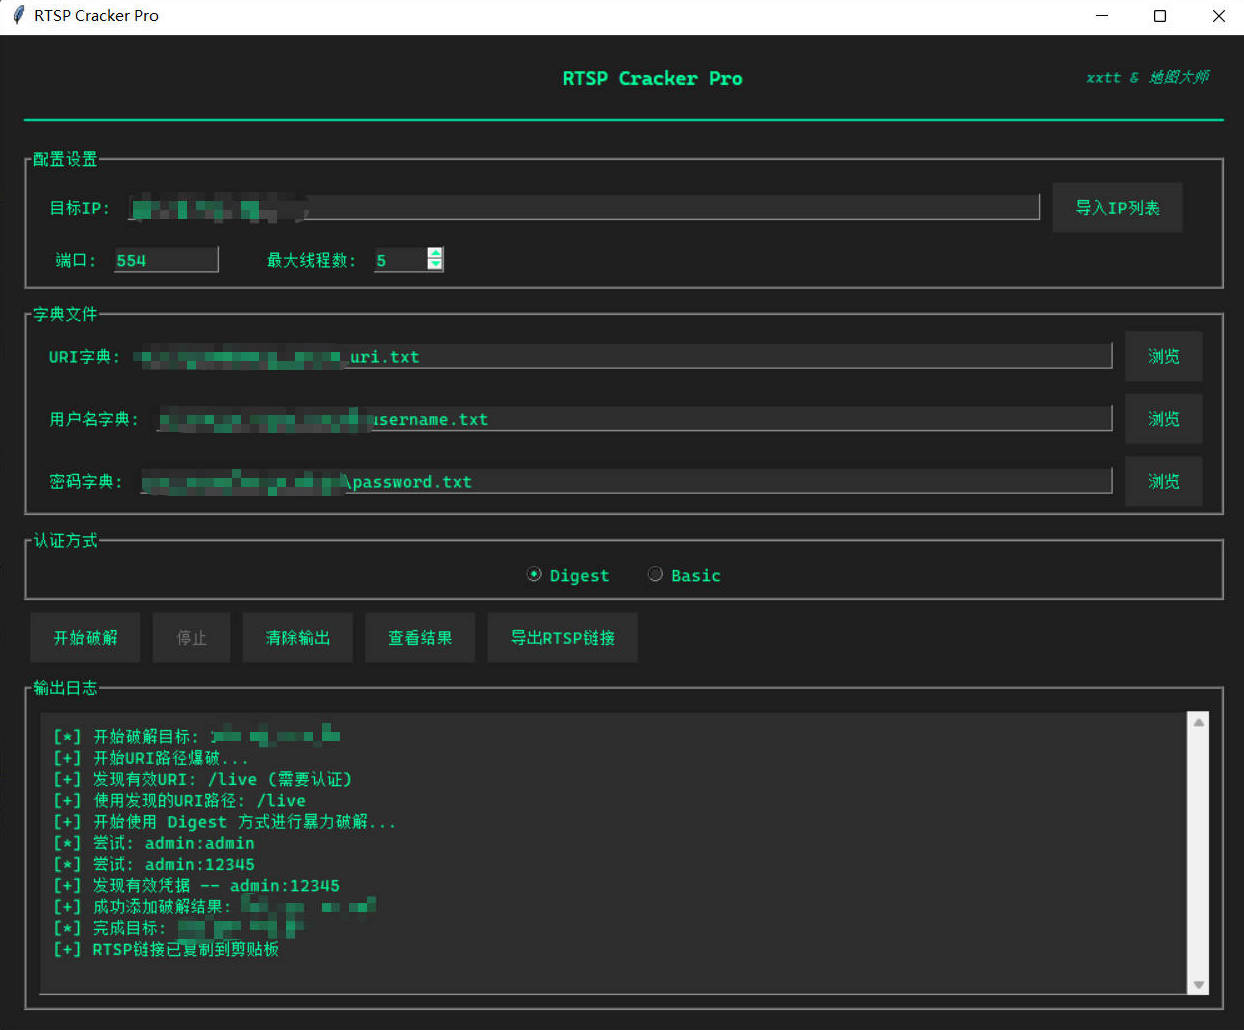 RTSP Cracker Pro
RTSP Cracker Pro
xxtt & 地图大师
配置设置
目标IP: 导入IP列表
端口: 554 最大线程数: 5
字典文件
URI字典: uri.txt 浏览
用户名字典: username.txt 浏览
密码字典: \password.txt 浏览
认证方式
Digest Basic
开始破解 停止 清除输出 查看结果 导出RTSP链接
输出日志
[*] 开始破解目标:
[+] 开始URI路径爆破...
[+] 发现有效URI: /live (需要认证)
[+] 使用发现的URI路径: /live
[+] 开始使用 Digest 方式进行暴力破解...
[*] 尝试: admin:admin
[*] 尝试: admin:12345
[+] 发现有效凭据 -- admin:12345
[+] 成功添加破解结果:
[*] 完成目标:
[+] RTSP链接已复制到剪贴板